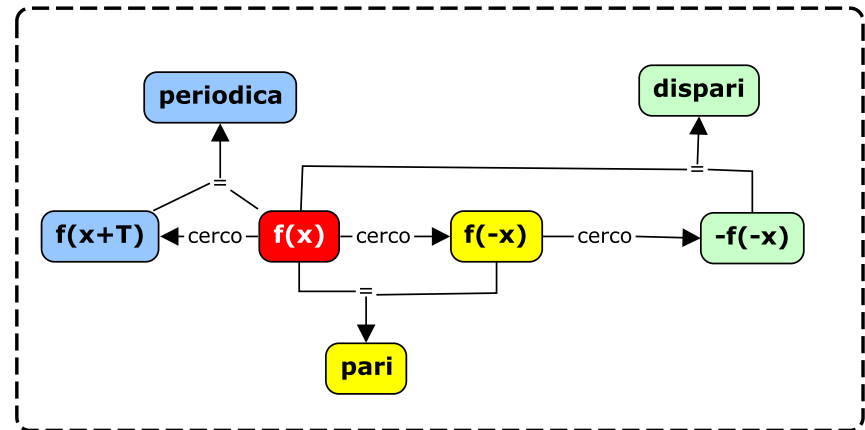 periodica
dispari
=
=
f(x+T)
cerco
f(x)
cerco
f(-x)
cerco
-f(-x)
=
pari